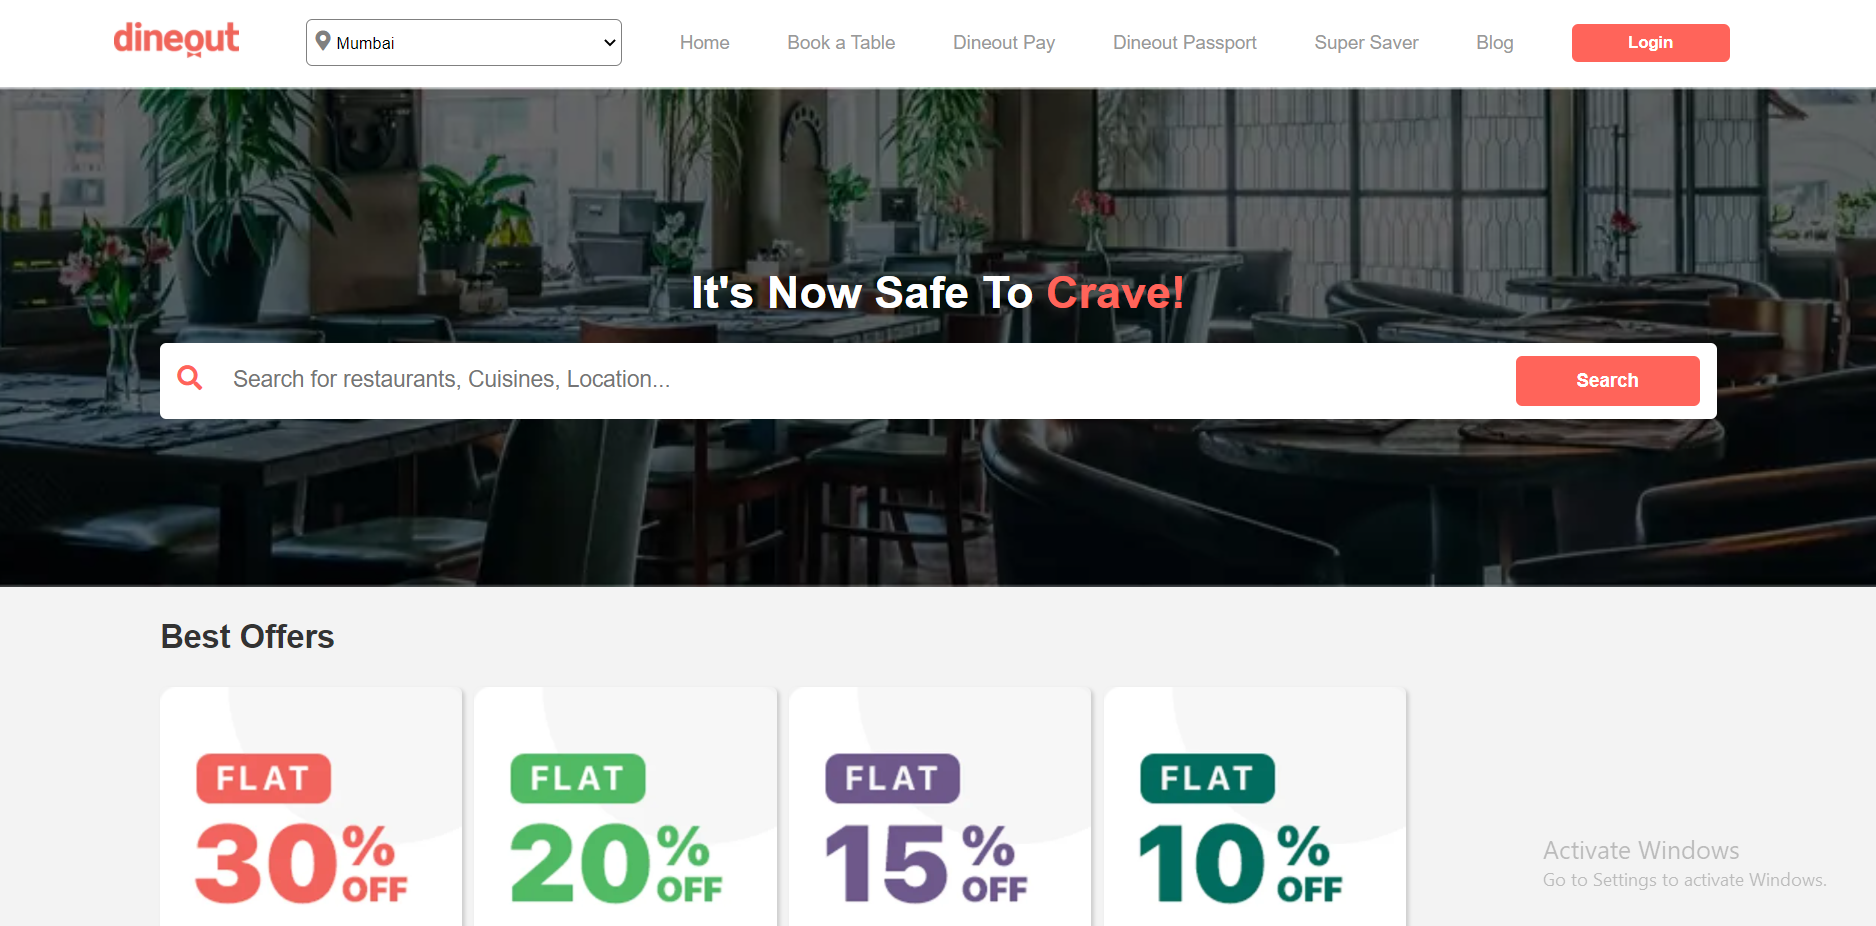 dineout
Mumbai
Home
Book a Table
Dineout Pay
Dineout Passport
Super Saver
Blog
Login
It's Now Safe To Crave!
Search for restaurants, Cuisines, Location...
Search
Best Offers
FLAT
30% OFF
FLAT
20% OFF
FLAT
15% OFF
FLAT
10% OFF
Activate Windows
Go to Settings to activate Windows.